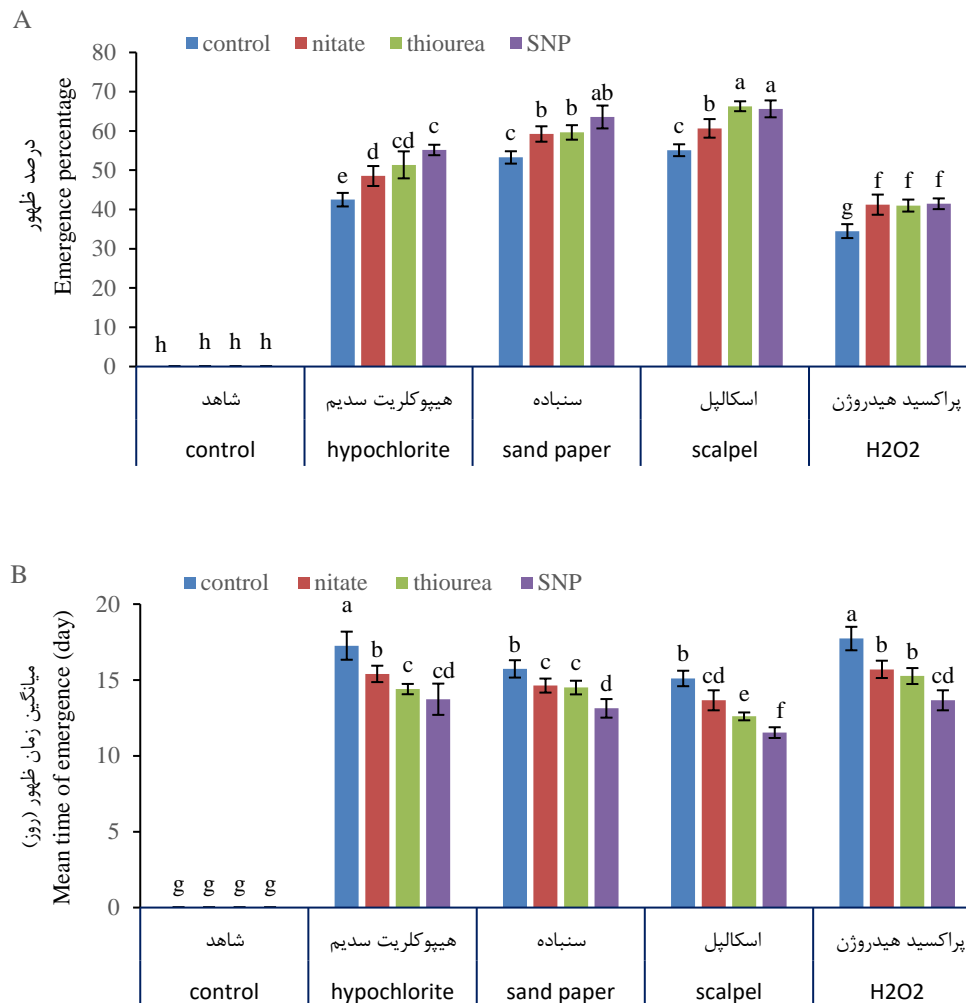 A
control nitate thiourea SNP
درصد ظهور
Emergence percentage
80
70
60
50
40
30
20
10
0
h h h h
e d cd c
c b b ab
c b a a
g f f f
شاهد هیپوکلریت سدیم سنباده اسکالپل پراکسید هیدروژن
control hypochlorite sand paper scalpel H2O2
B
control nitate thiourea SNP
میانگین زمان ظهور (روز)
Mean time of emergence (day)
20
15
10
5
0
g g g g
a b c cd
b c c d
b cd e f
a b b cd
شاهد هیپوکلریت سدیم سنباده اسکالپل پراکسید هیدروژن
control hypochlorite sand paper scalpel H2O2